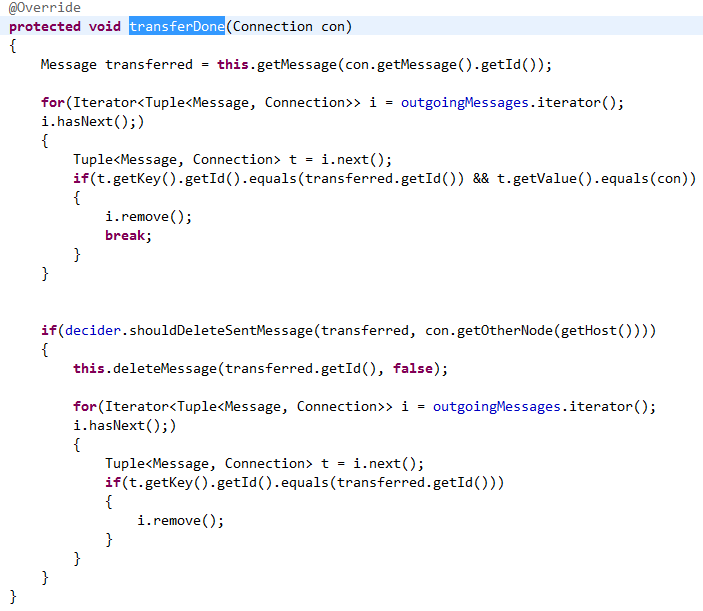 @Override
protected void transferDone(Connection con)
{
    Message transferred = this.getMessage(con.getMessage().getId());

    for(Iterator<Tuple<Message, Connection>> i = outgoingMessages.iterator();
    i.hasNext();)
    {
        Tuple<Message, Connection> t = i.next();
        if(t.getKey().getId().equals(transferred.getId()) && t.getValue().equals(con))
        {
            i.remove();
            break;
        }
    }


    if(decider.shouldDeleteSentMessage(transferred, con.getOtherNode(getHost())))
    {
        this.deleteMessage(transferred.getId(), false);

        for(Iterator<Tuple<Message, Connection>> i = outgoingMessages.iterator();
        i.hasNext();)
        {
            Tuple<Message, Connection> t = i.next();
            if(t.getKey().getId().equals(transferred.getId()))
            {
                i.remove();
            }
        }
    }
}